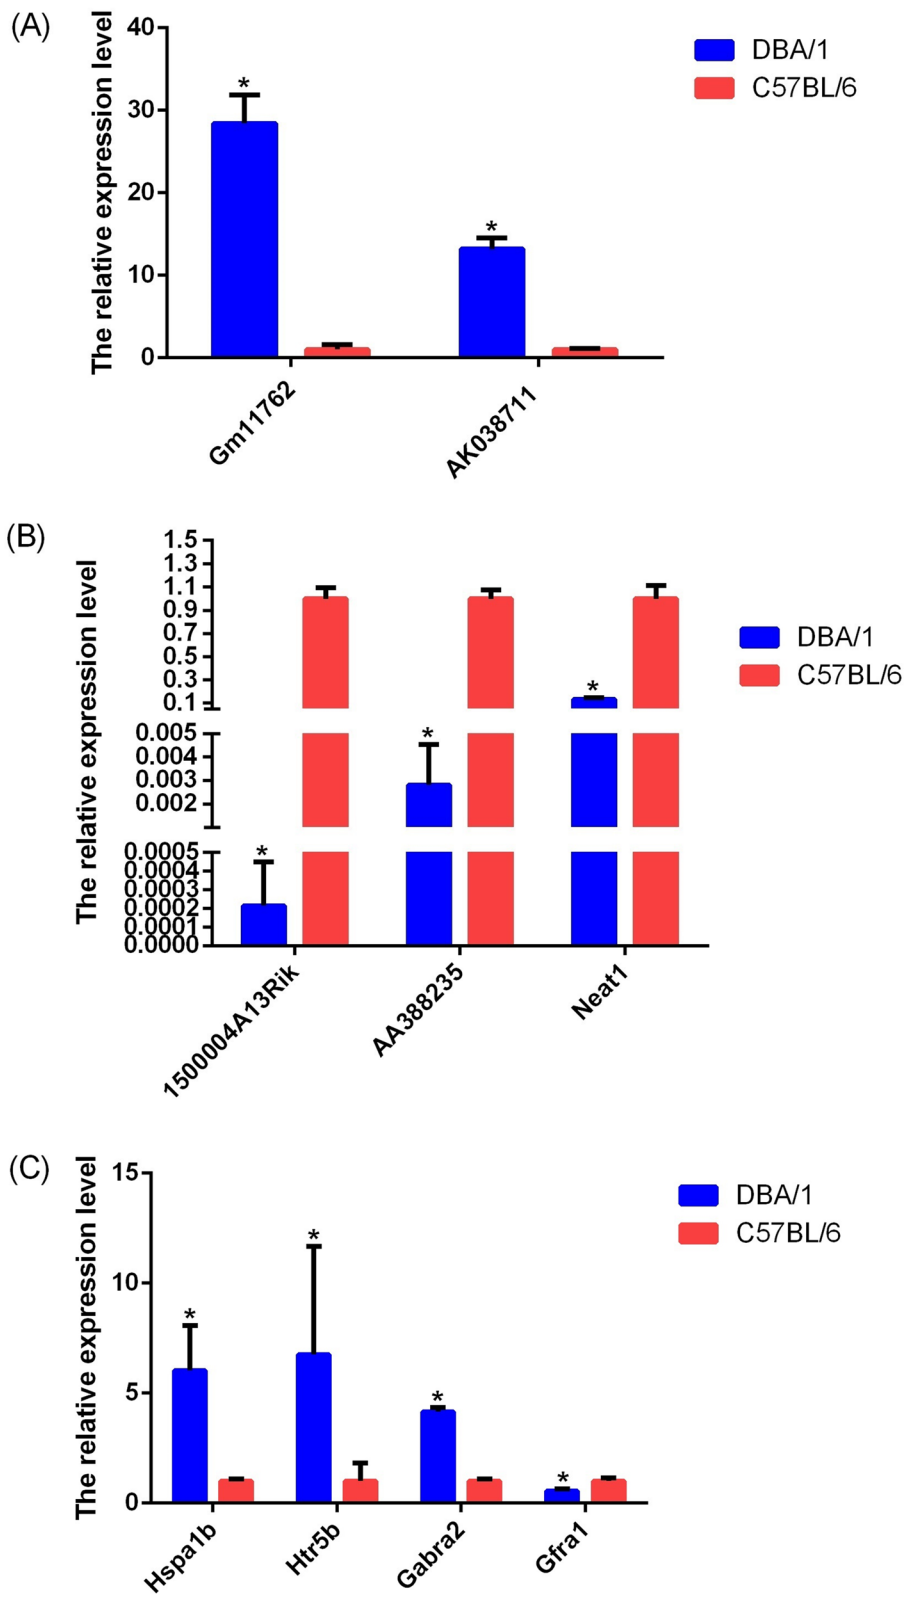 (A)
The relative expression level
40
30
20
10
0
*
*
Gm11762
AK038711
DBA/1
C57BL/6
(B)
The relative expression level
1.5
1.3
1.1
0.9
0.7
0.5
0.3
0.1
0.005
0.004
0.003
0.002
0.0005
0.0004
0.0003
0.0002
0.0001
0.0000
*
*
*
1500004A13Rik
AA388235
Neat1
DBA/1
C57BL/6
(C)
The relative expression level
15
10
5
0
*
*
*
*
Hspa1b
Htr5b
Gabra2
Gfra1
DBA/1
C57BL/6